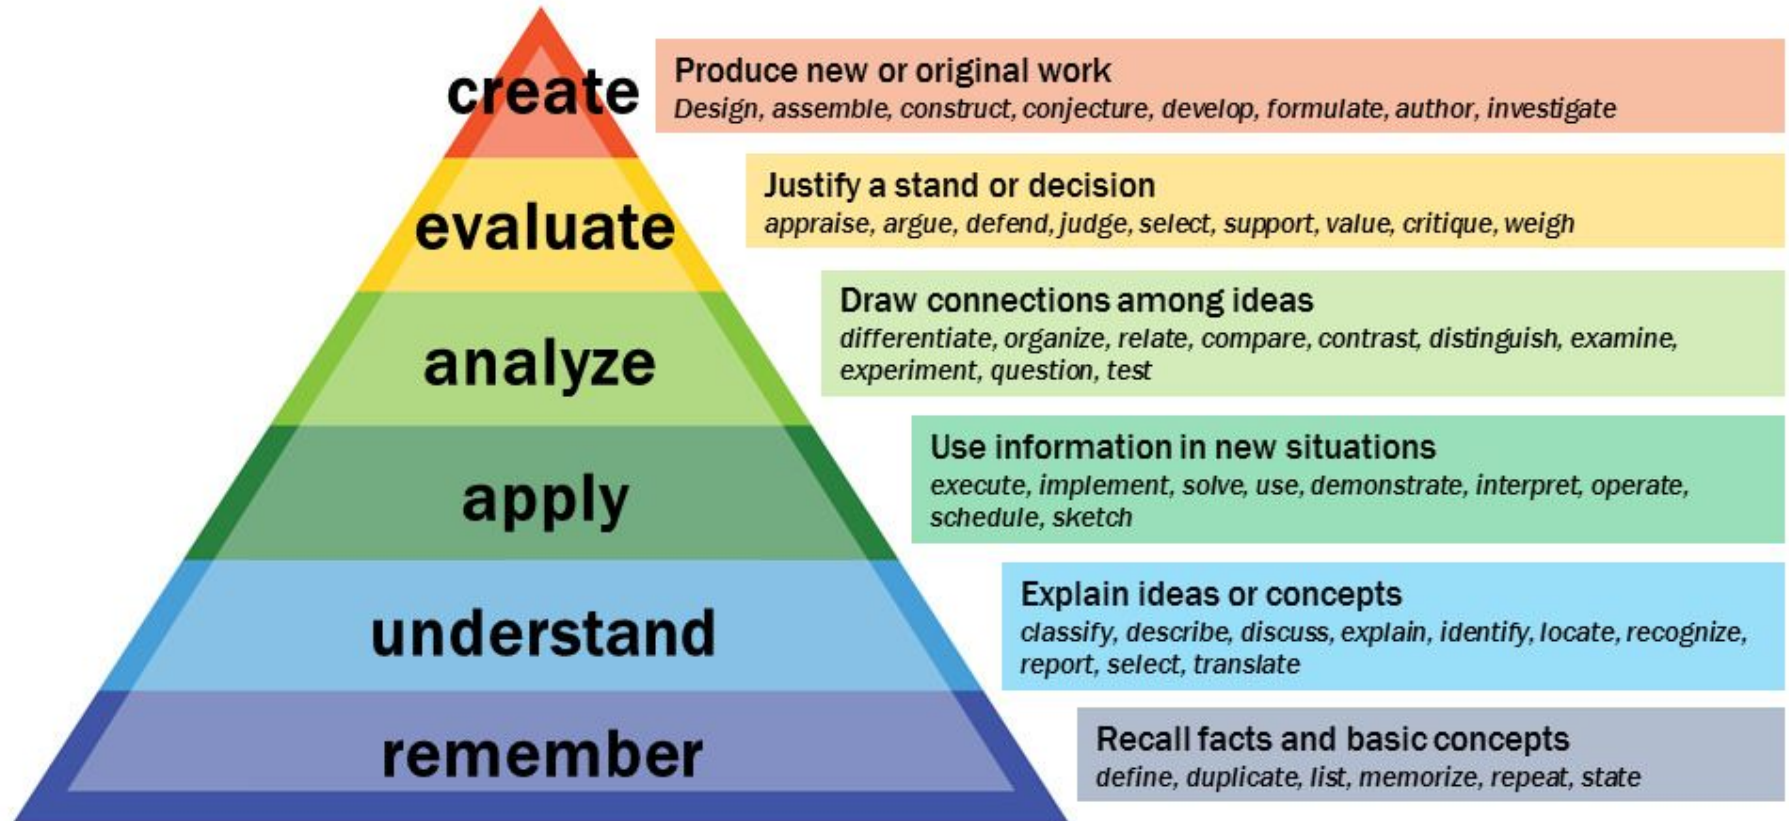 create
Produce new or original work
Design, assemble, construct, conjecture, develop, formulate, author, investigate
evaluate
Justify a stand or decision
appraise, argue, defend, judge, select, support, value, critique, weigh
analyze
Draw connections among ideas
differentiate, organize, relate, compare, contrast, distinguish, examine,
experiment, question, test
apply
Use information in new situations
execute, implement, solve, use, demonstrate, interpret, operate,
schedule, sketch
understand
Explain ideas or concepts
classify, describe, discuss, explain, identify, locate, recognize,
report, select, translate
remember
Recall facts and basic concepts
define, duplicate, list, memorize, repeat, state